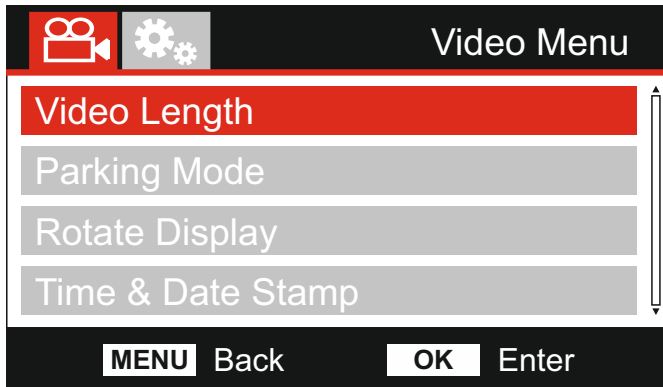 Video Menu
Video Length
Parking Mode
Rotate Display
Time & Date Stamp
MENU Back OK Enter